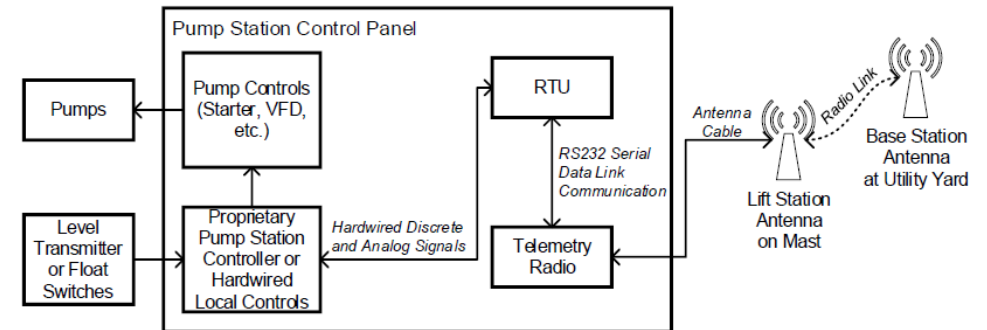 Pump Station Control Panel
Pumps
Pump Controls
(Starter, VFD,
etc.)
RTU
Antenna
Cable
Radio Link
Base Station
Antenna
at Utility Yard
RS232 Serial
Data Link
Communication
Lift Station
Antenna
on Mast
Level
Transmitter
or Float
Switches
Proprietary
Pump Station
Controller or
Hardwired
Local Controls
Hardwired Discrete
and Analog Signals
Telemetry
Radio